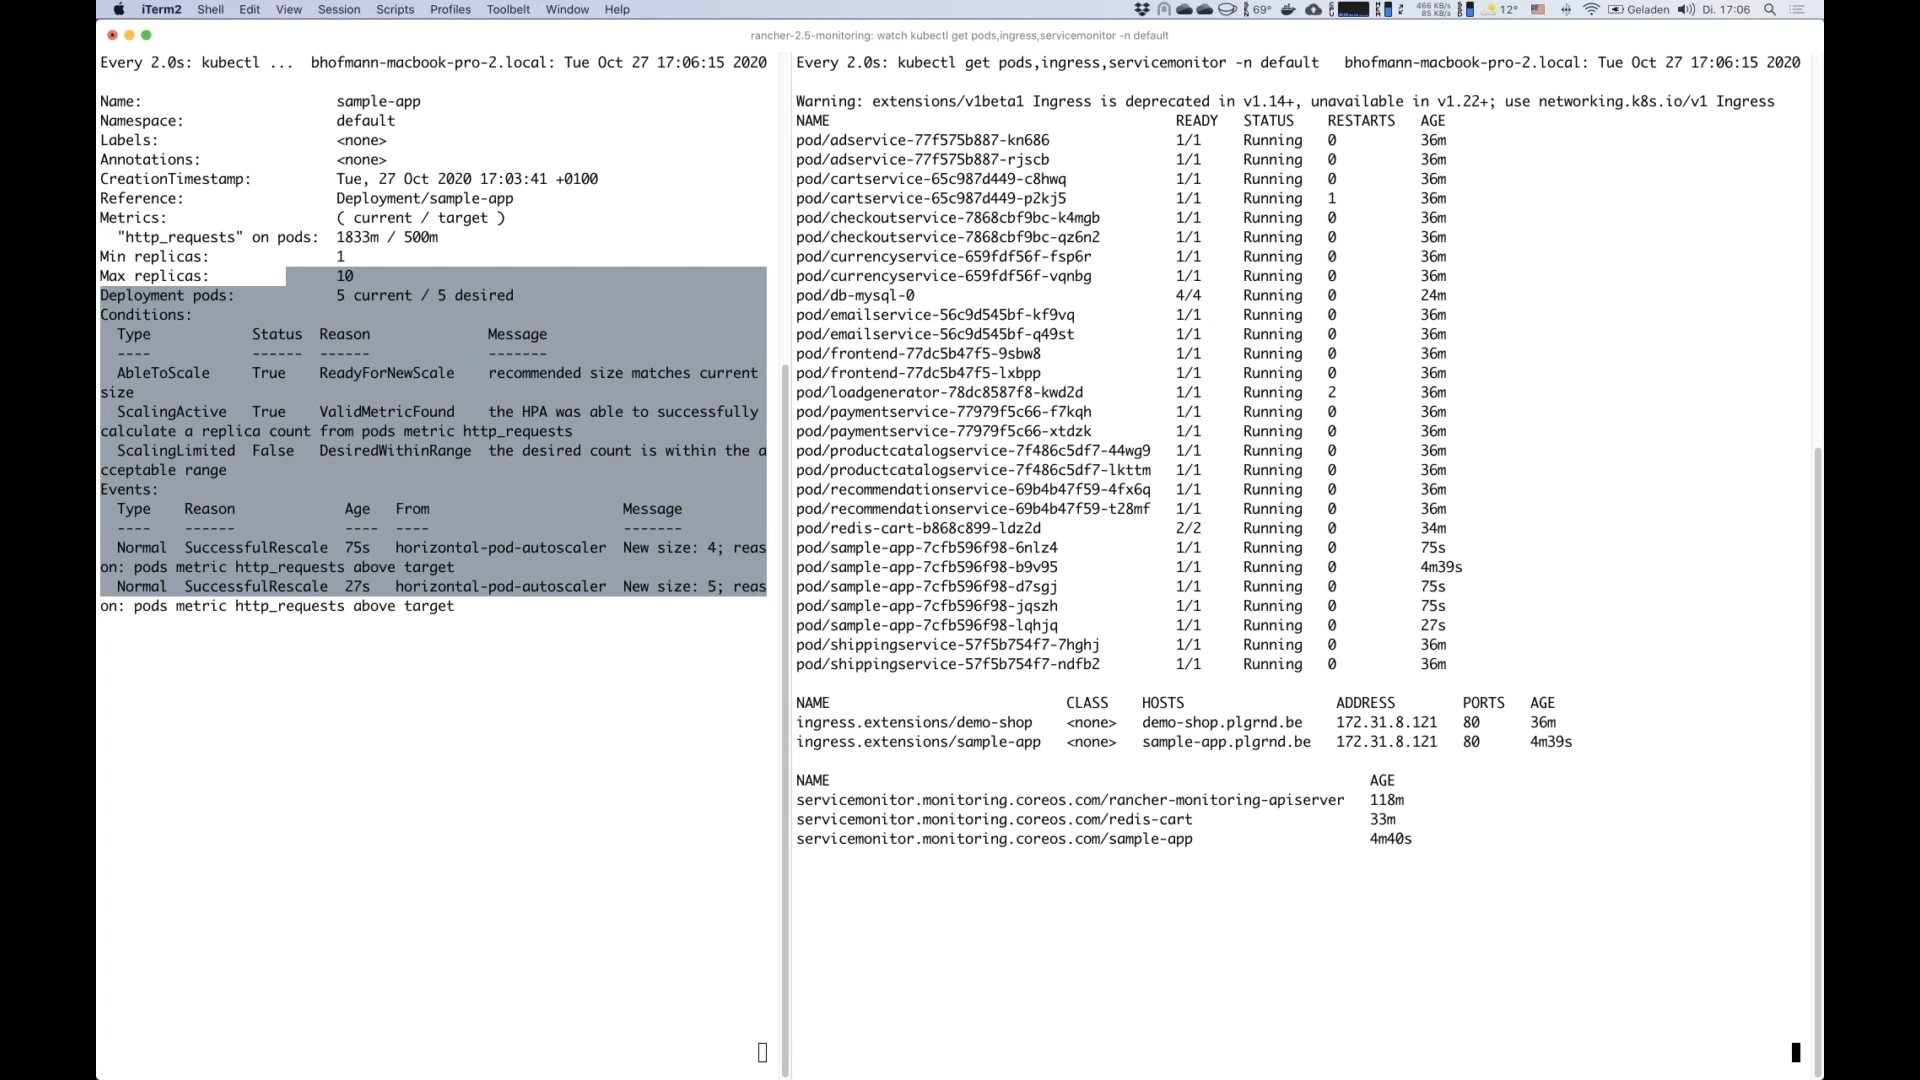 iTerm2 Shell Edit View Session Scripts Profiles Toolbelt Window Help 69° 466 KB/s 85 KB/s 12° Geladen Di. 17:06
rancher-2.5-monitoring: watch kubectl get pods,ingress,servicemonitor -n default
Every 2.0s: kubectl ... bhofmann-macbook-pro-2.local: Tue Oct 27 17:06:15 2020
Name: sample-app
Namespace: default
Labels: <none>
Annotations: <none>
CreationTimestamp: Tue, 27 Oct 2020 17:03:41 +0100
Reference: Deployment/sample-app
Metrics: ( current / target )
"http_requests" on pods: 1833m / 500m
Min replicas: 1
Max replicas: 10
Deployment pods: 5 current / 5 desired
Conditions:
Type Status Reason Message
---- ------ ------ -------
AbleToScale True ReadyForNewScale recommended size matches current
size
ScalingActive True ValidMetricFound the HPA was able to successfully
calculate a replica count from pods metric http_requests
ScalingLimited False DesiredWithinRange the desired count is within the a
cceptable range
Events:
Type Reason Age From Message
---- ------ ---- ---- -------
Normal SuccessfulRescale 75s horizontal-pod-autoscaler New size: 4; reas
on: pods metric http_requests above target
Normal SuccessfulRescale 27s horizontal-pod-autoscaler New size: 5; reas
on: pods metric http_requests above target
Every 2.0s: kubectl get pods,ingress,servicemonitor -n default bhofmann-macbook-pro-2.local: Tue Oct 27 17:06:15 2020
Warning: extensions/v1beta1 Ingress is deprecated in v1.14+, unavailable in v1.22+; use networking.k8s.io/v1 Ingress
NAME READY STATUS RESTARTS AGE
pod/adservice-77f575b887-kn686 1/1 Running 0 36m
pod/adservice-77f575b887-rjscb 1/1 Running 0 36m
pod/cartservice-65c987d449-c8hwq 1/1 Running 0 36m
pod/cartservice-65c987d449-p2kj5 1/1 Running 1 36m
pod/checkoutservice-7868cbf9bc-k4mgb 1/1 Running 0 36m
pod/checkoutservice-7868cbf9bc-qz6n2 1/1 Running 0 36m
pod/currencyservice-659fdf56f-fsp6r 1/1 Running 0 36m
pod/currencyservice-659fdf56f-vqnbg 1/1 Running 0 36m
pod/db-mysql-0 4/4 Running 0 24m
pod/emailservice-56c9d545bf-kf9vq 1/1 Running 0 36m
pod/emailservice-56c9d545bf-q49st 1/1 Running 0 36m
pod/frontend-77dc5b47f5-9sbw8 1/1 Running 0 36m
pod/frontend-77dc5b47f5-lxbpp 1/1 Running 0 36m
pod/loadgenerator-78dc8587f8-kwd2d 1/1 Running 2 36m
pod/paymentservice-77979f5c66-f7kqh 1/1 Running 0 36m
pod/paymentservice-77979f5c66-xtdzk 1/1 Running 0 36m
pod/productcatalogservice-7f486c5df7-44wg9 1/1 Running 0 36m
pod/productcatalogservice-7f486c5df7-lkttm 1/1 Running 0 36m
pod/recommendationservice-69b4b47f59-4fx6q 1/1 Running 0 36m
pod/recommendationservice-69b4b47f59-t28mf 1/1 Running 0 36m
pod/redis-cart-b868c899-ldz2d 2/2 Running 0 34m
pod/sample-app-7cfb596f98-6nlz4 1/1 Running 0 75s
pod/sample-app-7cfb596f98-b9v95 1/1 Running 0 4m39s
pod/sample-app-7cfb596f98-d7sgj 1/1 Running 0 75s
pod/sample-app-7cfb596f98-jqszh 1/1 Running 0 75s
pod/sample-app-7cfb596f98-lqhjq 1/1 Running 0 27s
pod/shippingservice-57f5b754f7-7hghj 1/1 Running 0 36m
pod/shippingservice-57f5b754f7-ndfb2 1/1 Running 0 36m
NAME CLASS HOSTS ADDRESS PORTS AGE
ingress.extensions/demo-shop <none> demo-shop.plgrnd.be 172.31.8.121 80 36m
ingress.extensions/sample-app <none> sample-app.plgrnd.be 172.31.8.121 80 4m39s
NAME AGE
servicemonitor.monitoring.coreos.com/rancher-monitoring-apiserver 118m
servicemonitor.monitoring.coreos.com/redis-cart 33m
servicemonitor.monitoring.coreos.com/sample-app 4m40s